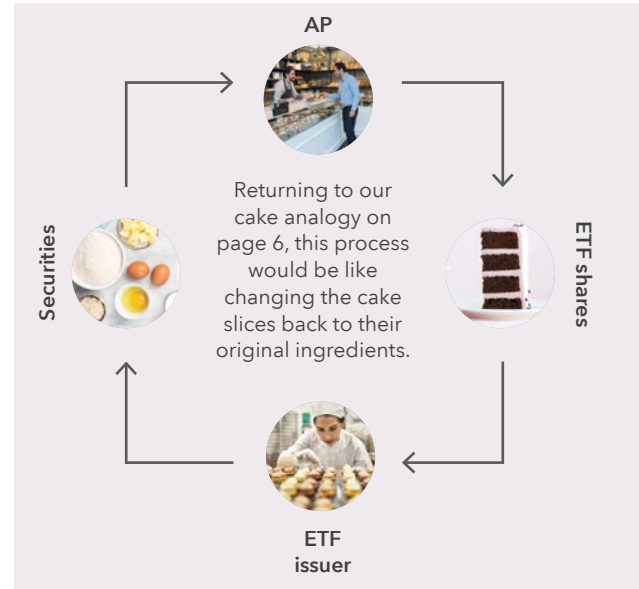 AP
Returning to our
cake analogy on
page 6, this process
would be like
changing the cake
slices back to their
original ingredients.
Securities
ETF shares
ETF
issuer